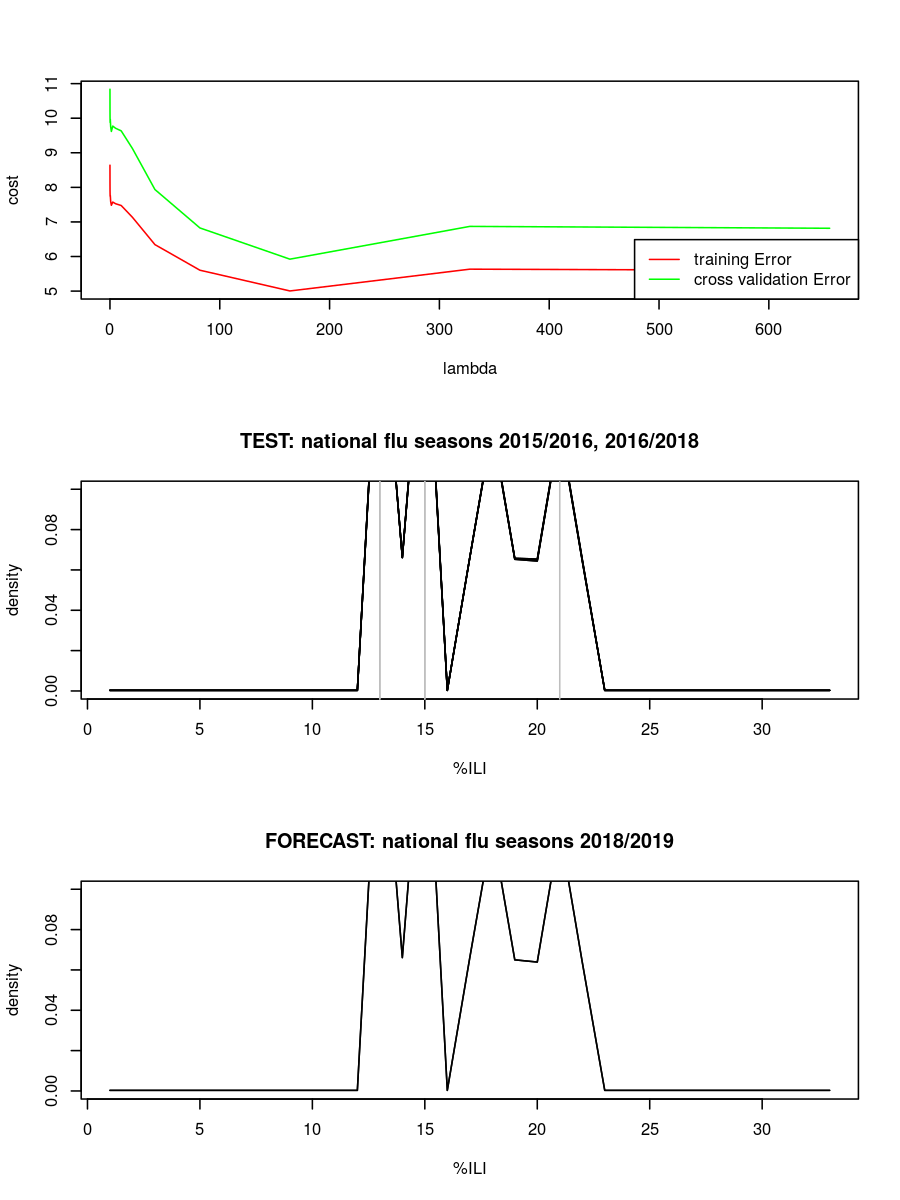 cost
11
10
9
8
7
6
5
training Error
cross validation Error
0 100 200 300 400 500 600
lambda
TEST: national flu seasons 2015/2016, 2016/2018
density
0.08
0.04
0.00
0 5 10 15 20 25 30
%ILI
FORECAST: national flu seasons 2018/2019
density
0.08
0.04
0.00
0 5 10 15 20 25 30
%ILI